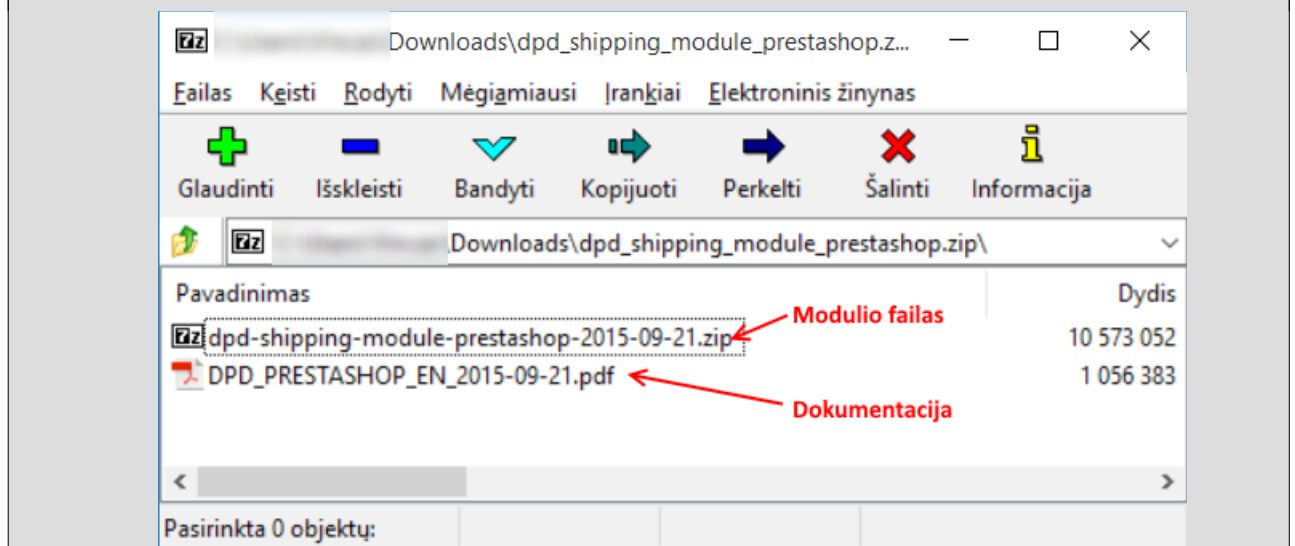 Downloads\dpd_shipping_module_prestashop.z...
Failas Keisti Rodyti Mėgiamiausi Įrankiai Elektroninis žinynas
Glaudinti Išskleisti Bandyti Kopijuoti Perkelti Šalinti Informacija
Downloads\dpd_shipping_module_prestashop.zip\
Pavadinimas Dydis
Modulio failas
dpd-shipping-module-prestashop-2015-09-21.zip 10 573 052
DPD_PRESTASHOP_EN_2015-09-21.pdf 1 056 383
Dokumentacija
Pasirinkta 0 objektų: